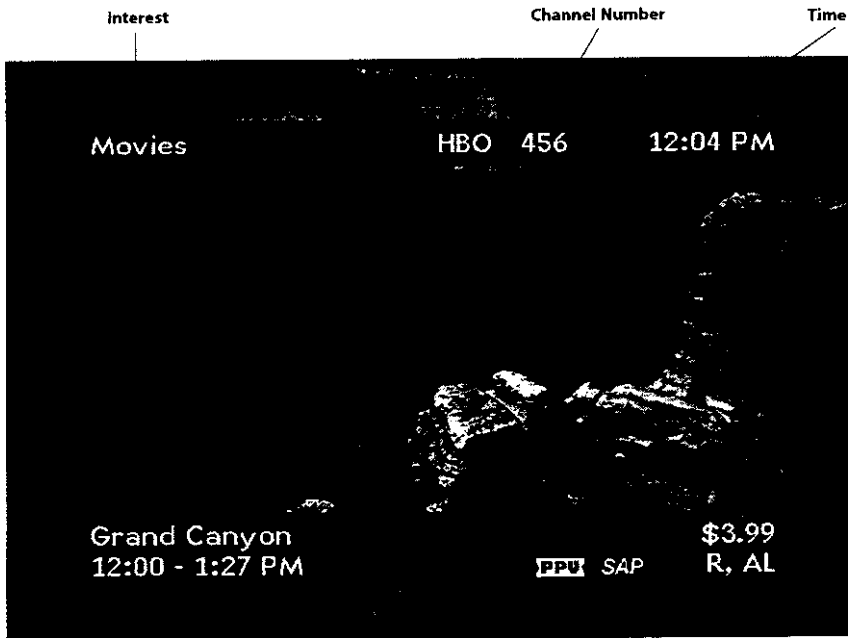 Interest Channel Number Time
Movies HBO 456 12:04 PM
Grand Canyon $3.99
12:00 - 1:27 PM PPV SAP R, AL